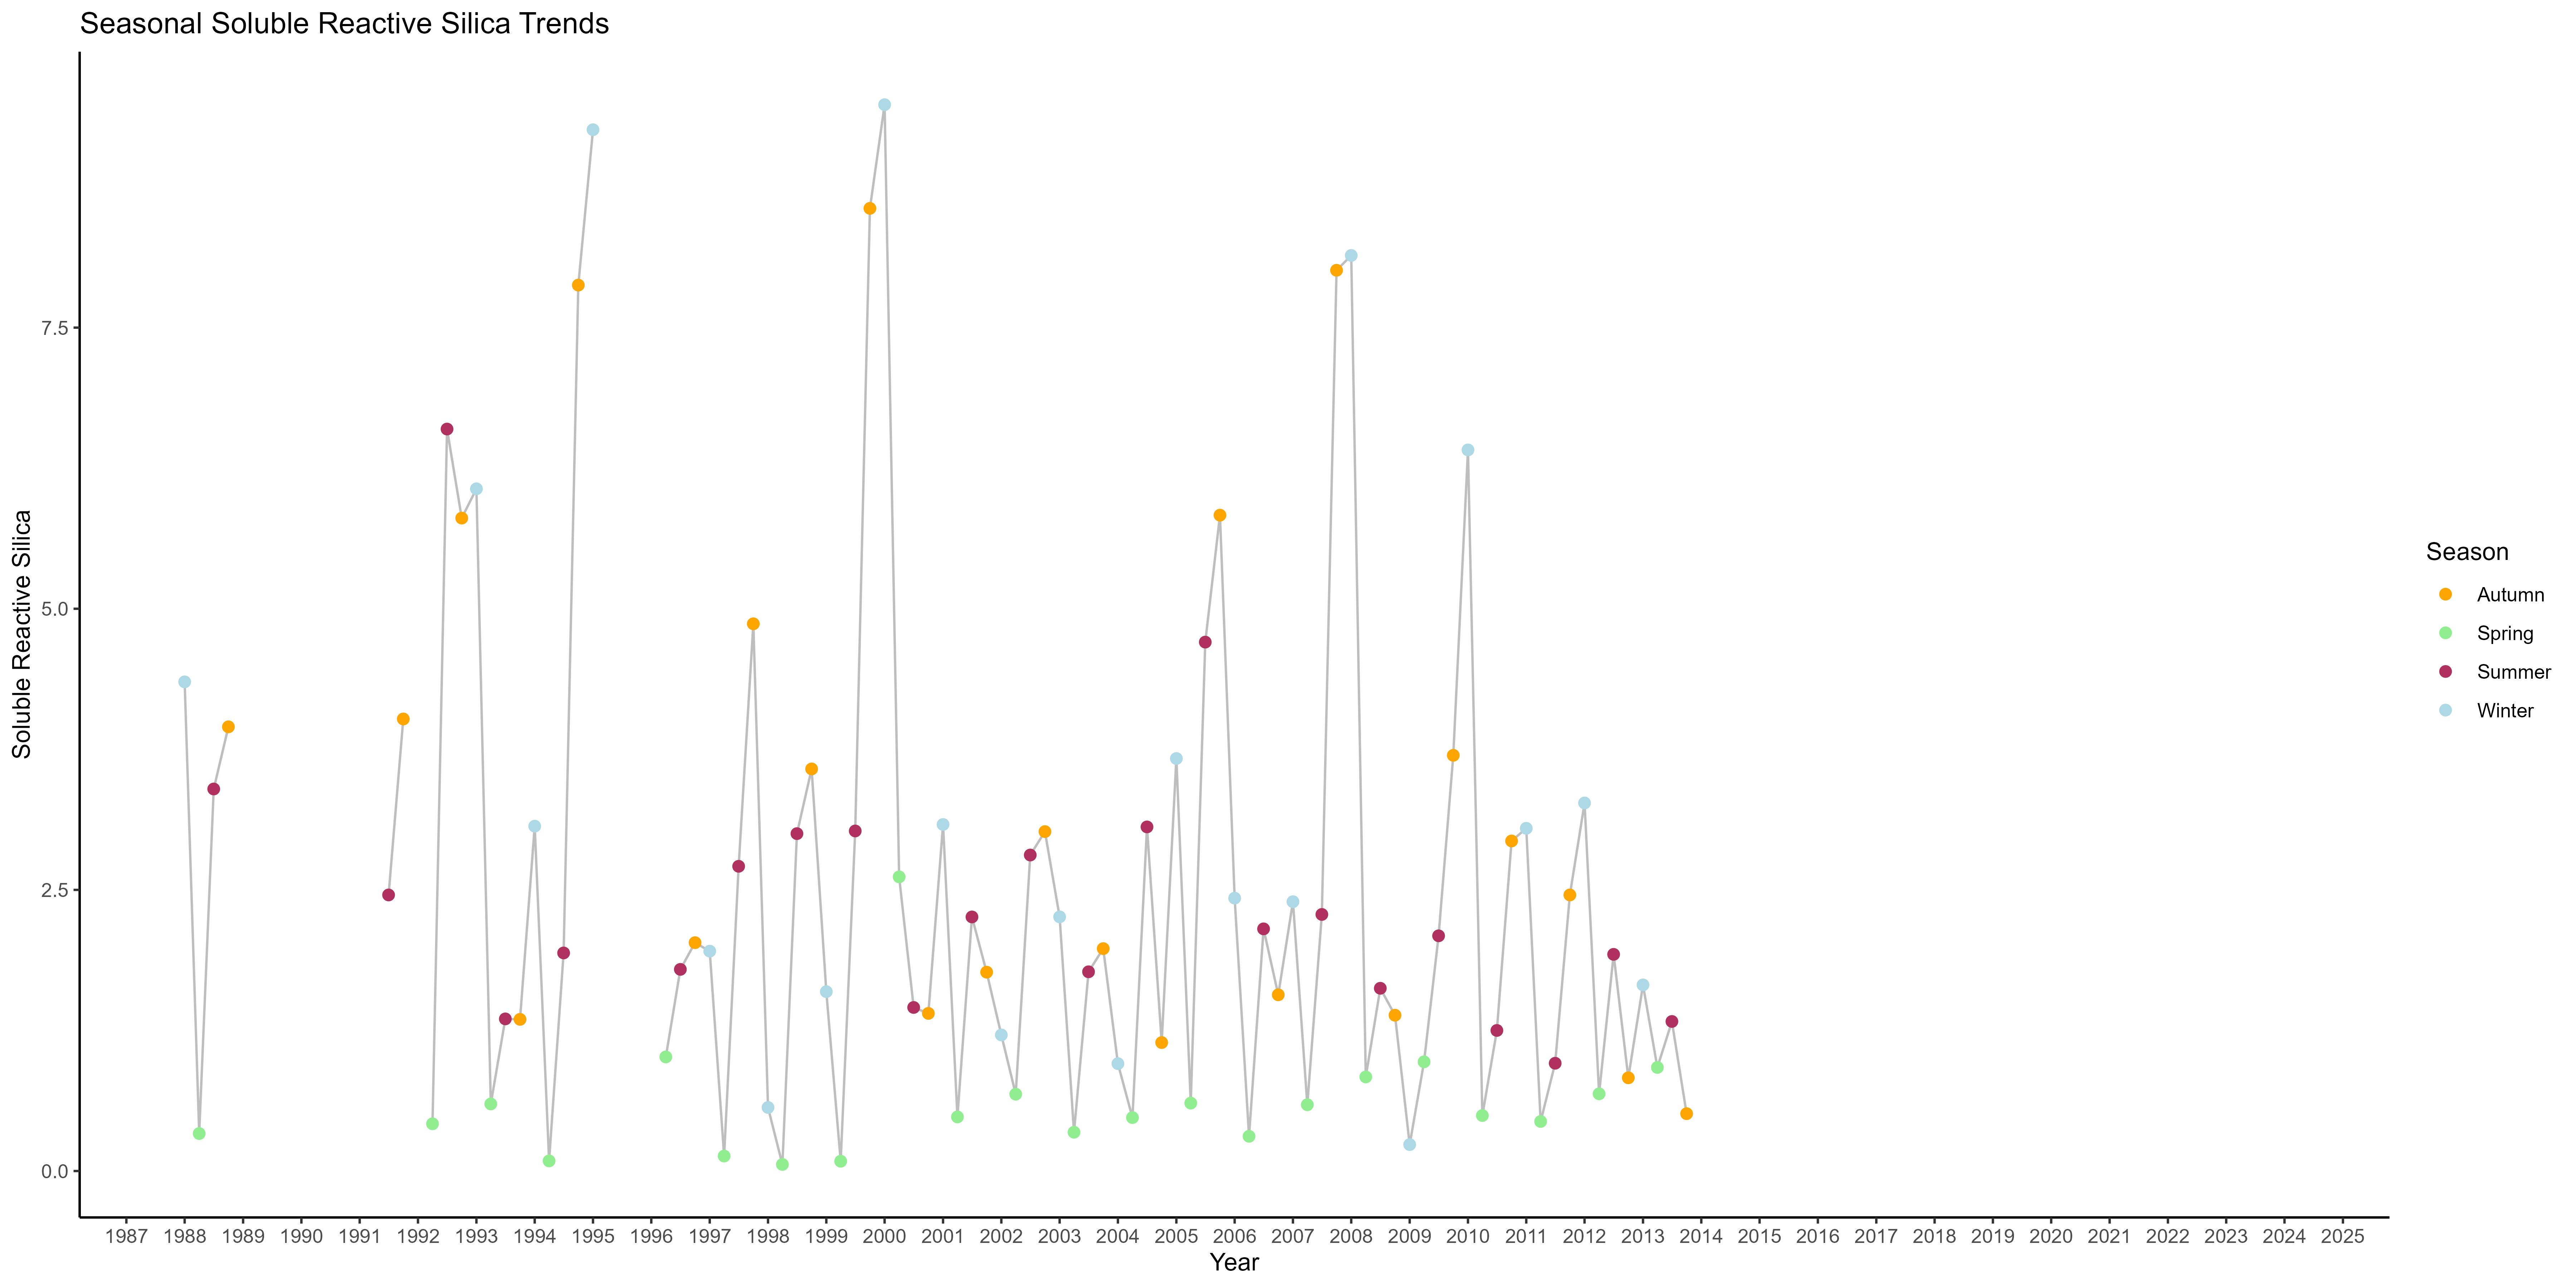 Seasonal Soluble Reactive Silica Trends
Soluble Reactive Silica
7.5
5.0
2.5
0.0
1987 1988 1989 1990 1991 1992 1993 1994 1995 1996 1997 1998 1999 2000 2001 2002 2003 2004 2005 2006 2007 2008 2009 2010 2011 2012 2013 2014 2015 2016 2017 2018 2019 2020 2021 2022 2023 2024 2025
Year
Season
Autumn
Spring
Summer
Winter